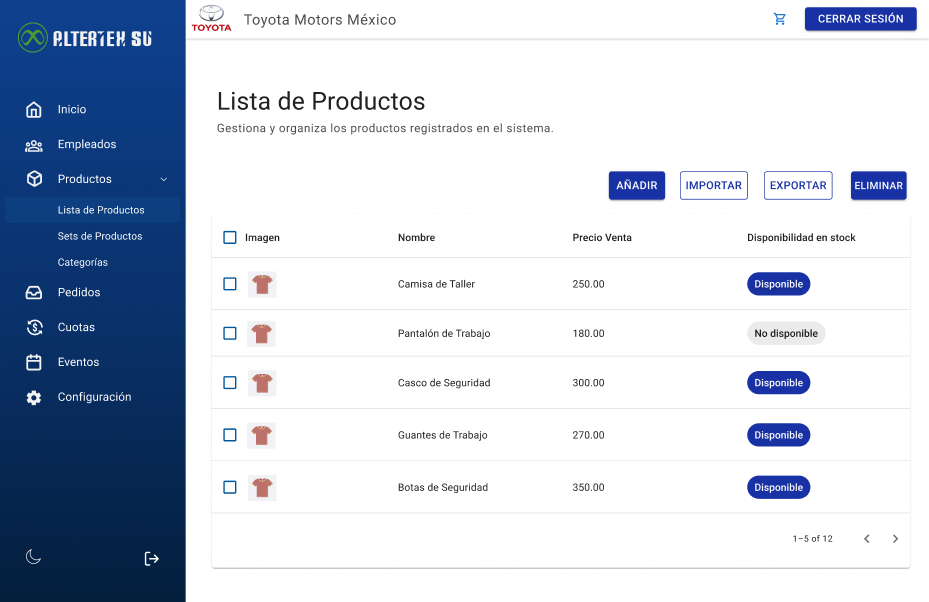 ALTERTEX SU
TOYOTA
Toyota Motors México
CERRAR SESIÓN
Inicio
Empleados
Productos
Lista de Productos
Sets de Productos
Categorías
Pedidos
Cuotas
Eventos
Configuración
Lista de Productos
Gestiona y organiza los productos registrados en el sistema.
AÑADIR IMPORTAR EXPORTAR ELIMINAR
Imagen Nombre Precio Venta Disponibilidad en stock
Camisa de Taller 250.00 Disponible
Pantalón de Trabajo 180.00 No disponible
Casco de Seguridad 300.00 Disponible
Guantes de Trabajo 270.00 Disponible
Botas de Seguridad 350.00 Disponible
1–5 of 12